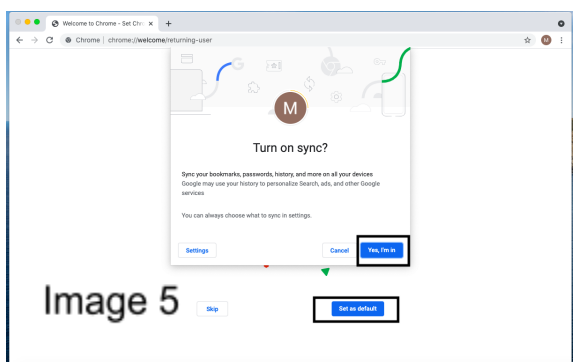 Welcome to Chrome - Set Chr
Chrome | chrome://welcome/returning-user
M
G
M
Turn on sync?
Sync your bookmarks, passwords, history, and more on all your devices
Google may use your history to personalize Search, ads, and other Google
services
You can always choose what to sync in settings.
Settings
Cancel
Yes, I'm in
Image 5
Skip
Set as default